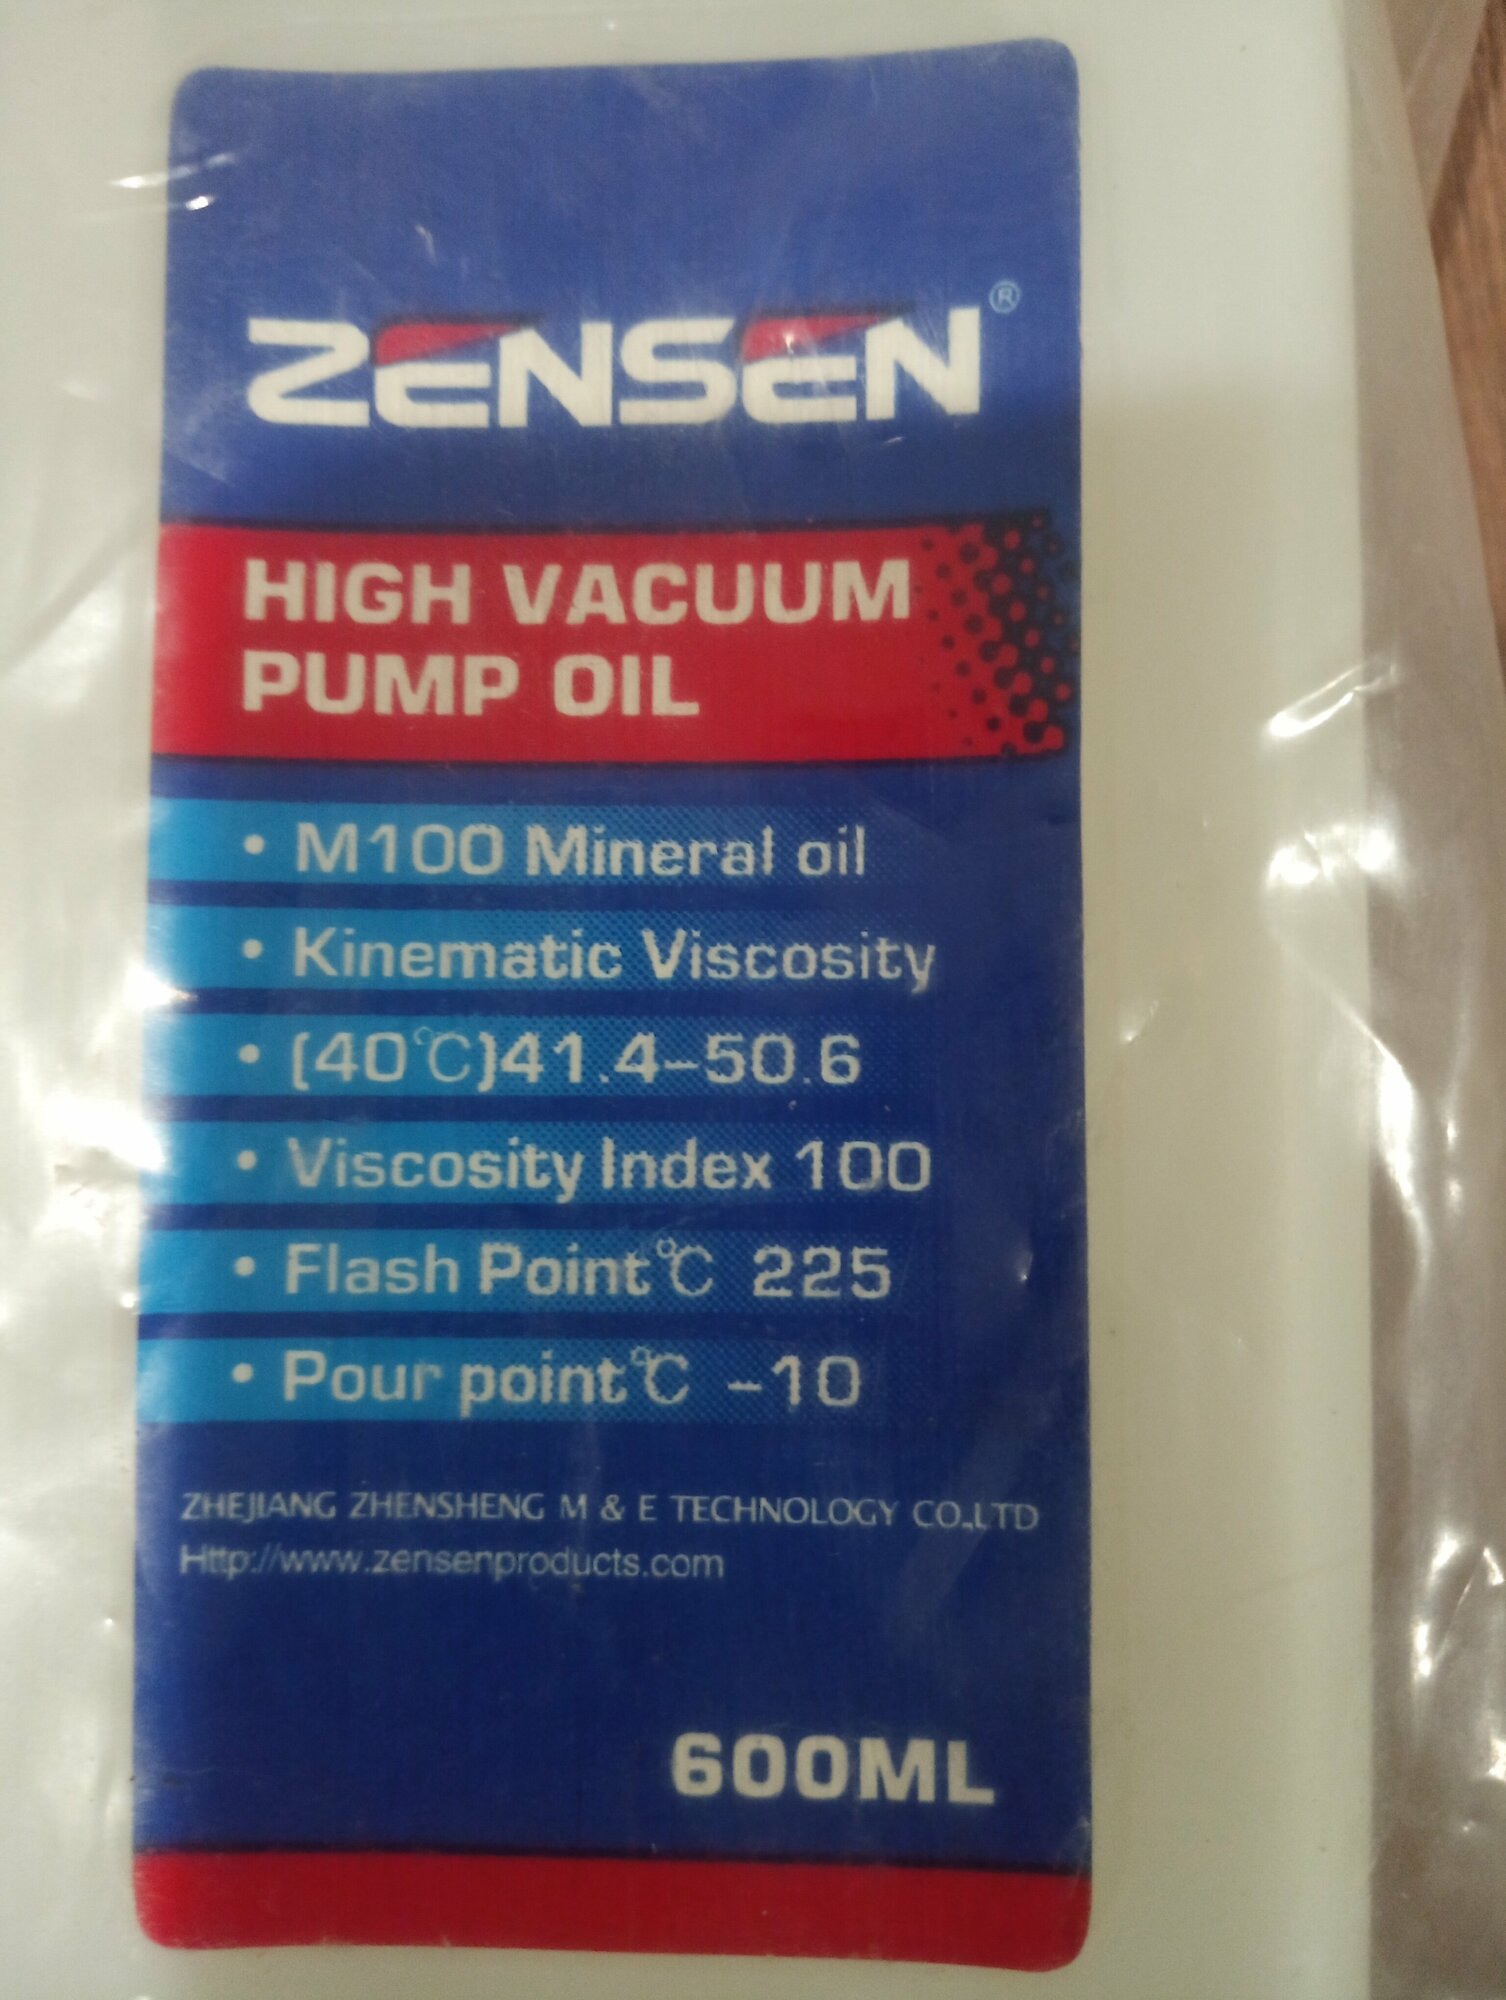 ZENSEN®
HIGH VACUUM
PUMP OIL
• M100 Mineral oil
• Kinematic Viscosity
• (40℃)41.4-50.6
• Viscosity Index 100
• Flash Point℃ 225
• Pour point℃ -10
ZHEJIANG ZHENSHENG M & E TECHNOLOGY CO.,LTD
Http://www.zensenproducts.com
600ML